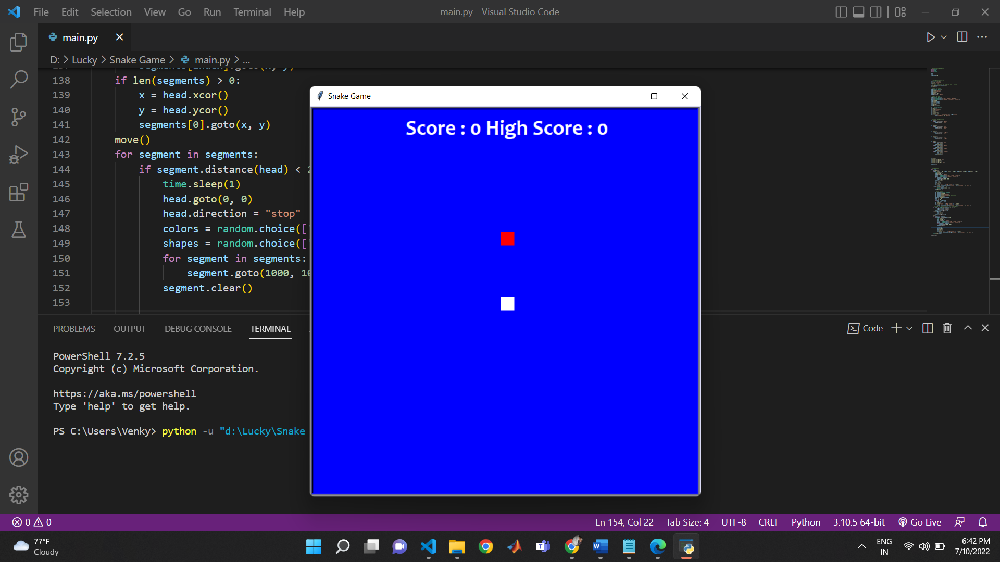 File Edit Selection View Go Run Terminal Help
main.py - Visual Studio Code
main.py
D: > Lucky > Snake Game > main.py > ...
138 if len(segments) > 0:
139 x = head.xcor()
140 y = head.ycor()
141 segments[0].goto(x, y)
142 move()
143 for segment in segments:
144 if segment.distance(head) <
145 time.sleep(1)
146 head.goto(0, 0)
147 head.direction = "stop"
148 colors = random.choice([
149 shapes = random.choice([
150 for segment in segments:
151 segment.goto(1000, 10
152 segment.clear()
153
Snake Game
Score : 0 High Score : 0
PROBLEMS OUTPUT DEBUG CONSOLE TERMINAL
Code
PowerShell 7.2.5
Copyright (c) Microsoft Corporation.
https://aka.ms/powershell
Type 'help' to get help.
PS C:\Users\Venky> python -u "d:\Lucky\Snake
0 0
Ln 154, Col 22 Tab Size: 4 UTF-8 CRLF Python 3.10.5 64-bit Go Live
77°F
Cloudy
ENG
IN
6:42 PM
7/10/2022